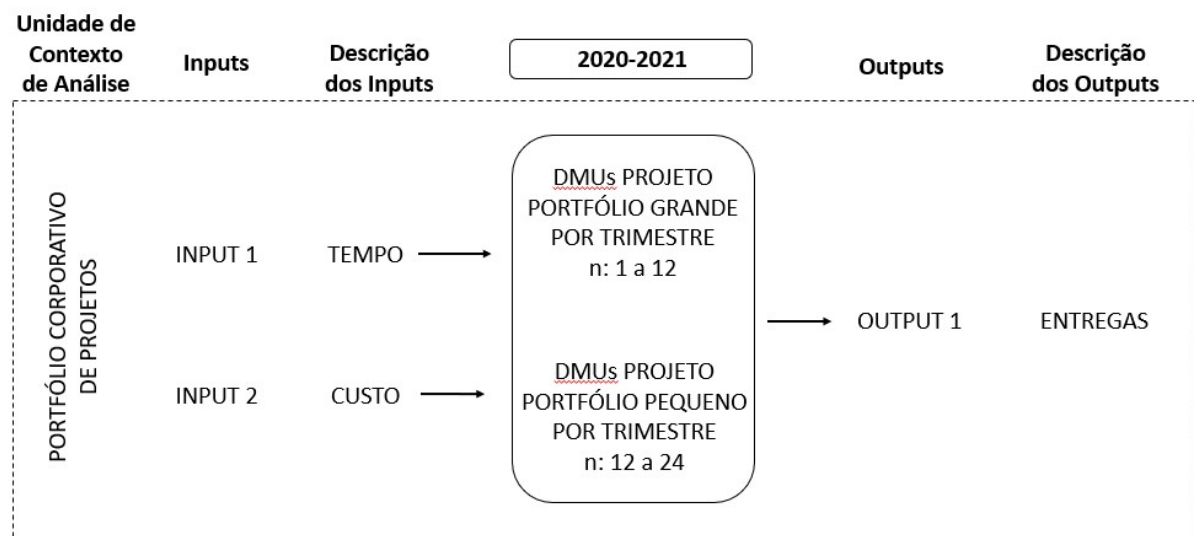 Unidade de
Contexto
de Análise
Inputs
Descrição
dos Inputs
2020-2021
Outputs
Descrição
dos Outputs
PORTFÓLIO CORPORATIVO
DE PROJETOS
INPUT 1
TEMPO
DMUs PROJETO
PORTFÓLIO GRANDE
POR TRIMESTRE
n: 1 a 12
OUTPUT 1
ENTREGAS
INPUT 2
CUSTO
DMUs PROJETO
PORTFÓLIO PEQUENO
POR TRIMESTRE
n: 12 a 24